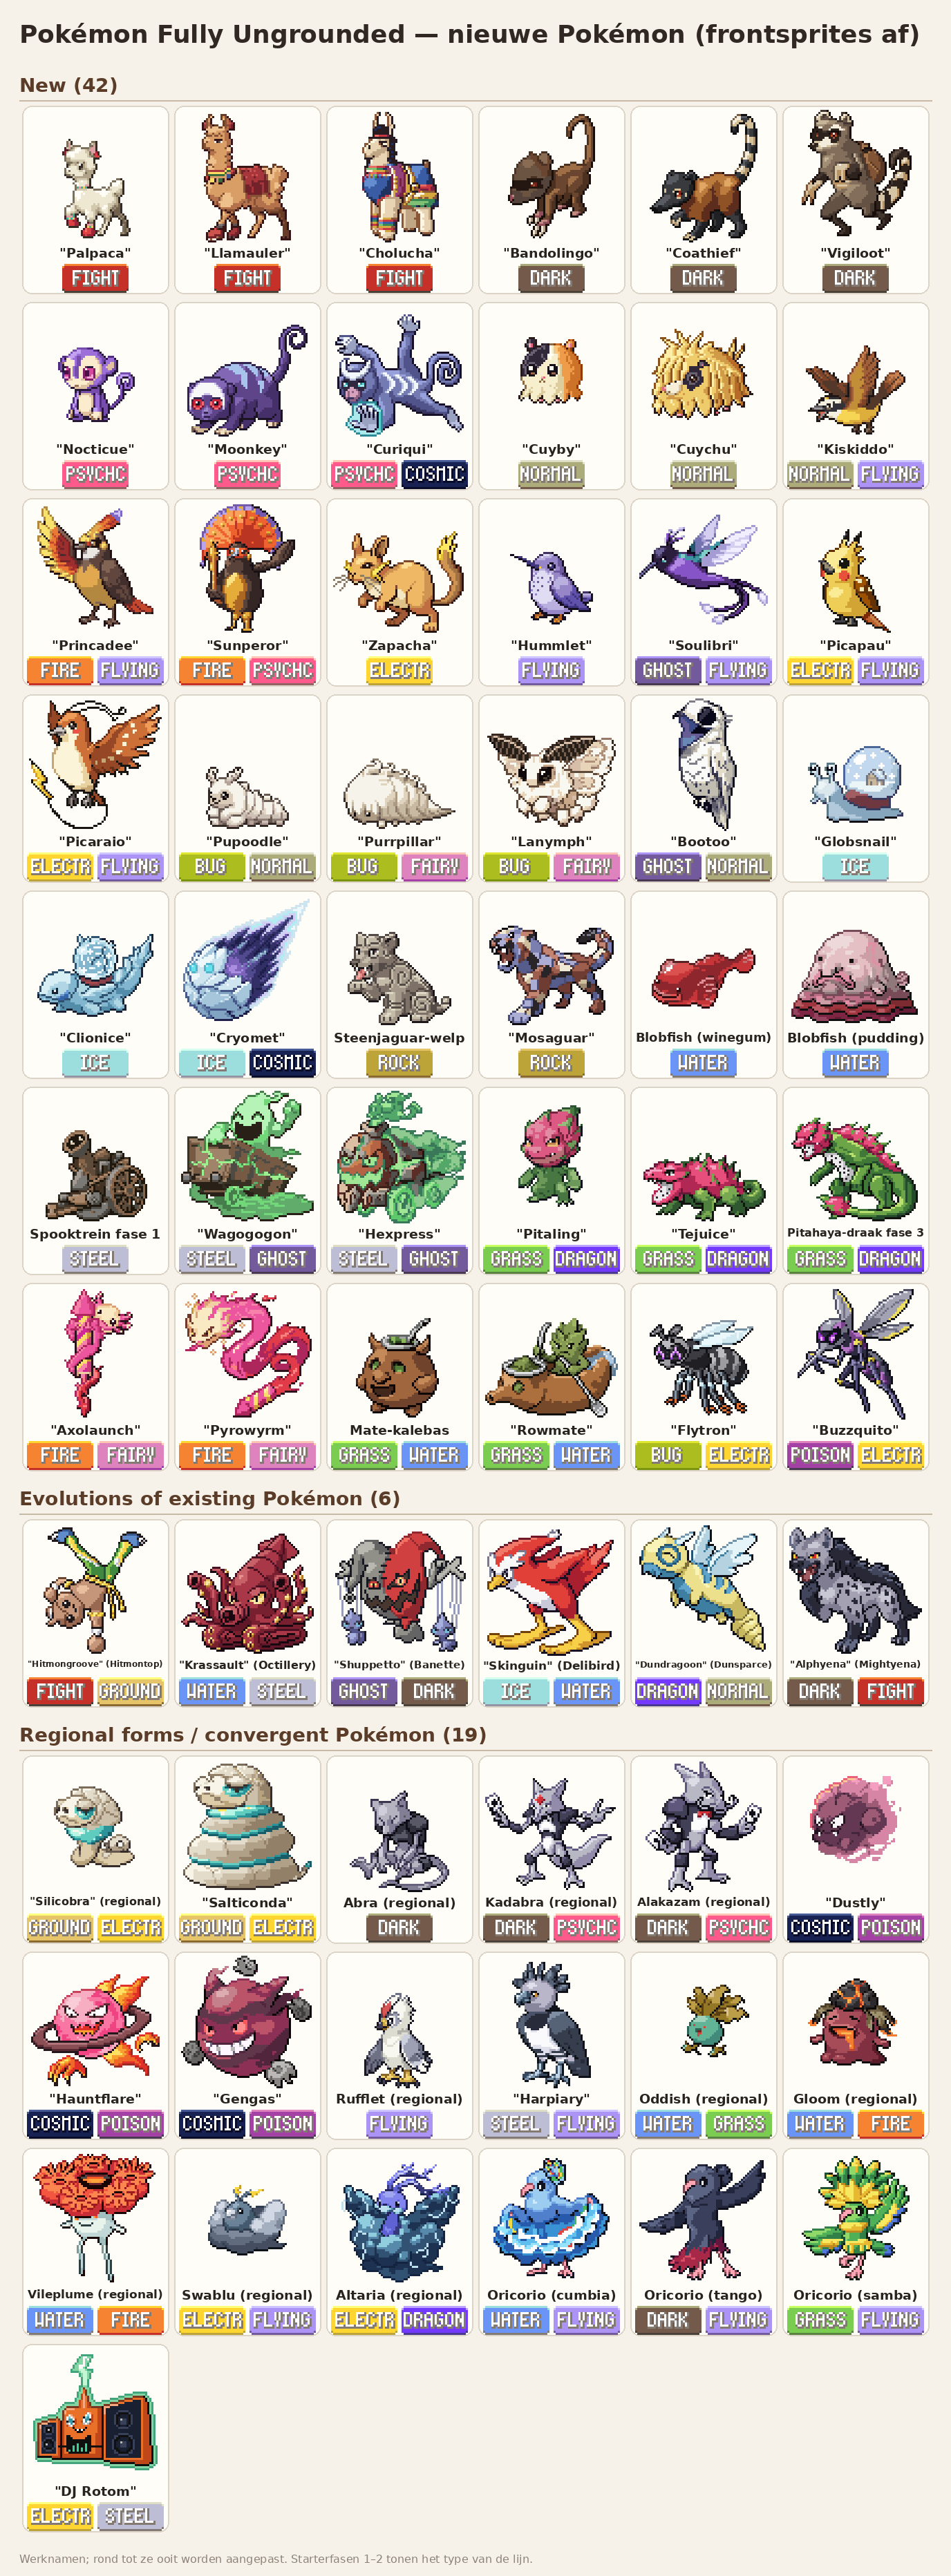 Pokémon Fully Ungrounded — nieuwe Pokémon (frontsprites af)
New (42)
"Palpaca" "Llamauler" "Cholucha" "Bandolingo" "Coathief" "Vigiloot"
FIGHT FIGHT FIGHT DARK DARK DARK
"Nocticue" "Moonkey" "Curiqui" "Cuyby" "Cuychu" "Kiskiddo"
PSYCHC PSYCHC PSYCHC COSMIC NORMAL NORMAL NORMAL FLYING
"Princadee" "Sunperor" "Zapacha" "Hummlet" "Soulibri" "Picapau"
FIRE FLYING FIRE PSYCHC ELECTR FLYING GHOST FLYING ELECTR FLYING
"Picaraio" "Pupoodle" "Purrpillar" "Lanymph" "Bootoo" "Globsnail"
ELECTR FLYING BUG NORMAL BUG FAIRY BUG FAIRY GHOST NORMAL ICE
"Clionice" "Cryomet" Steenjaguar-welp "Mosaguar" Blobfish (winegum) Blobfish (pudding)
ICE ICE COSMIC ROCK ROCK WATER WATER
Spooktrein fase 1 "Wagogogon" "Hexpress" "Pitaling" "Tejuice" Pitahaya-draak fase 3
STEEL STEEL GHOST STEEL GHOST GRASS DRAGON GRASS DRAGON GRASS DRAGON
"Axolaunch" "Pyrowyrm" Mate-kalebas "Rowmate" "Flytron" "Buzzquito"
FIRE FAIRY FIRE FAIRY GRASS WATER GRASS WATER BUG ELECTR POISON ELECTR
Evolutions of existing Pokémon (6)
"Hitmongroove" (Hitmontop) "Krassault" (Octillery) "Shuppetto" (Banette) "Skinguin" (Delibird) "Dundragoon" (Dunsparce) "Alphyena" (Mightyena)
FIGHT GROUND WATER STEEL GHOST DARK ICE WATER DRAGON NORMAL DARK FIGHT
Regional forms / convergent Pokémon (19)
"Silicobra" (regional) "Salticonda" Abra (regional) Kadabra (regional) Alakazam (regional) "Dustly"
GROUND ELECTR GROUND ELECTR DARK DARK PSYCHC DARK PSYCHC COSMIC POISON
"Hauntflare" "Gengas" Rufflet (regional) "Harpiary" Oddish (regional) Gloom (regional)
COSMIC POISON COSMIC POISON FLYING STEEL FLYING WATER GRASS WATER FIRE
Vileplume (regional) Swablu (regional) Altaria (regional) Oricorio (cumbia) Oricorio (tango) Oricorio (samba)
WATER FIRE ELECTR FLYING ELECTR DRAGON WATER FLYING DARK FLYING GRASS FLYING
"DJ Rotom"
ELECTR STEEL
Werknamen; rond tot ze ooit worden aangepast. Starterfasen 1–2 tonen het type van de lijn.